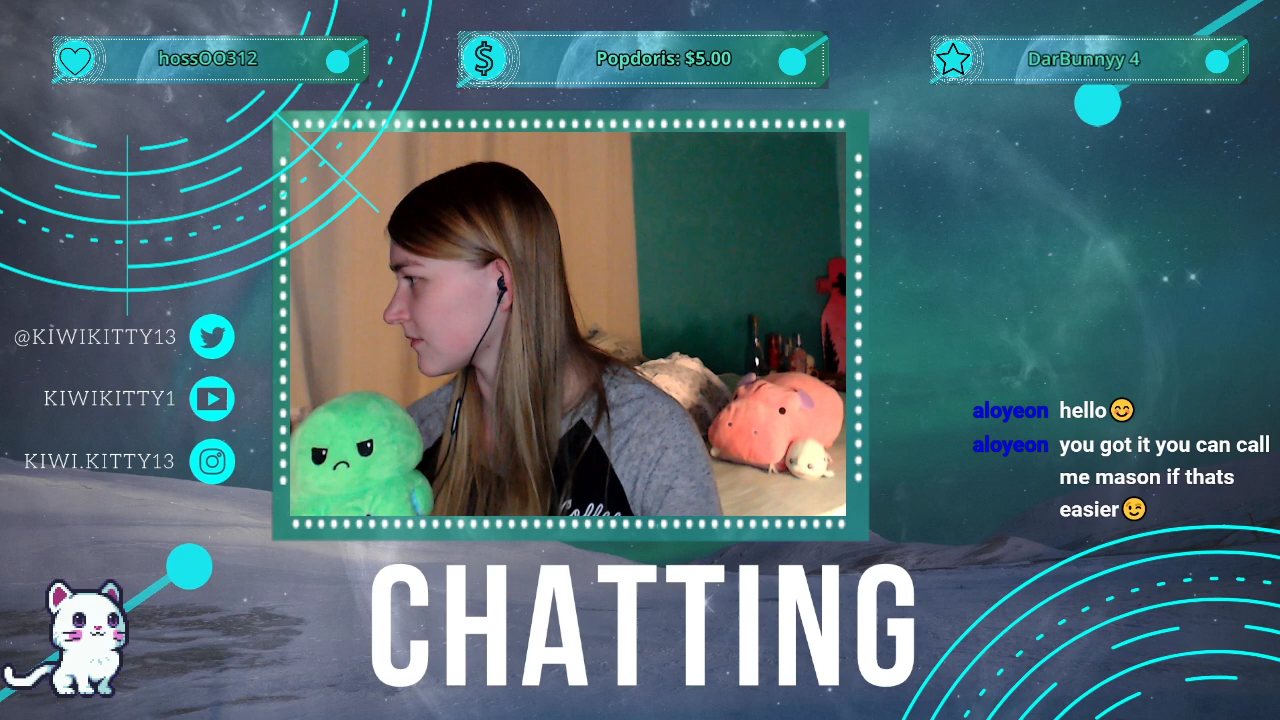 hossOO312
Popdoris: $5.00
DarBunnyy 4
@KIWIKITTY13
KIWIKITTY1
KIWI.KITTY13
Coffee
aloyeon hello😊
aloyeon you got it you can call
me mason if thats
easier😉
CHATTING